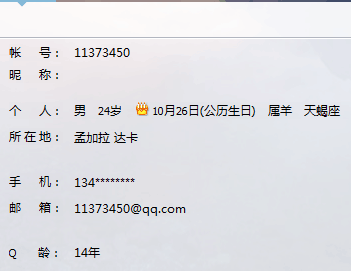 帐 号： 11373450
昵 称：
个 人： 男 24岁 10月26日(公历生日) 属羊 天蝎座
所在地： 孟加拉 达卡
手 机： 134********
邮 箱： 11373450@qq.com
Q 龄： 14年